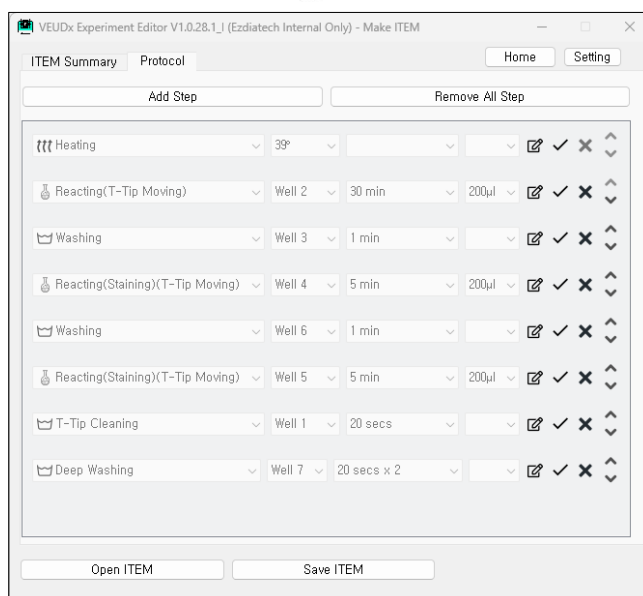 VEUDx Experiment Editor V1.0.28.1_I (Ezdiatech Internal Only) - Make ITEM
ITEM Summary Protocol Home Setting
Add Step Remove All Step
Heating 39º
Reacting(T-Tip Moving) Well 2 30 min 200µl
Washing Well 3 1 min
Reacting(Staining)(T-Tip Moving) Well 4 5 min 200µl
Washing Well 6 1 min
Reacting(Staining)(T-Tip Moving) Well 5 5 min 200µl
T-Tip Cleaning Well 1 20 secs
Deep Washing Well 7 20 secs x 2
Open ITEM Save ITEM